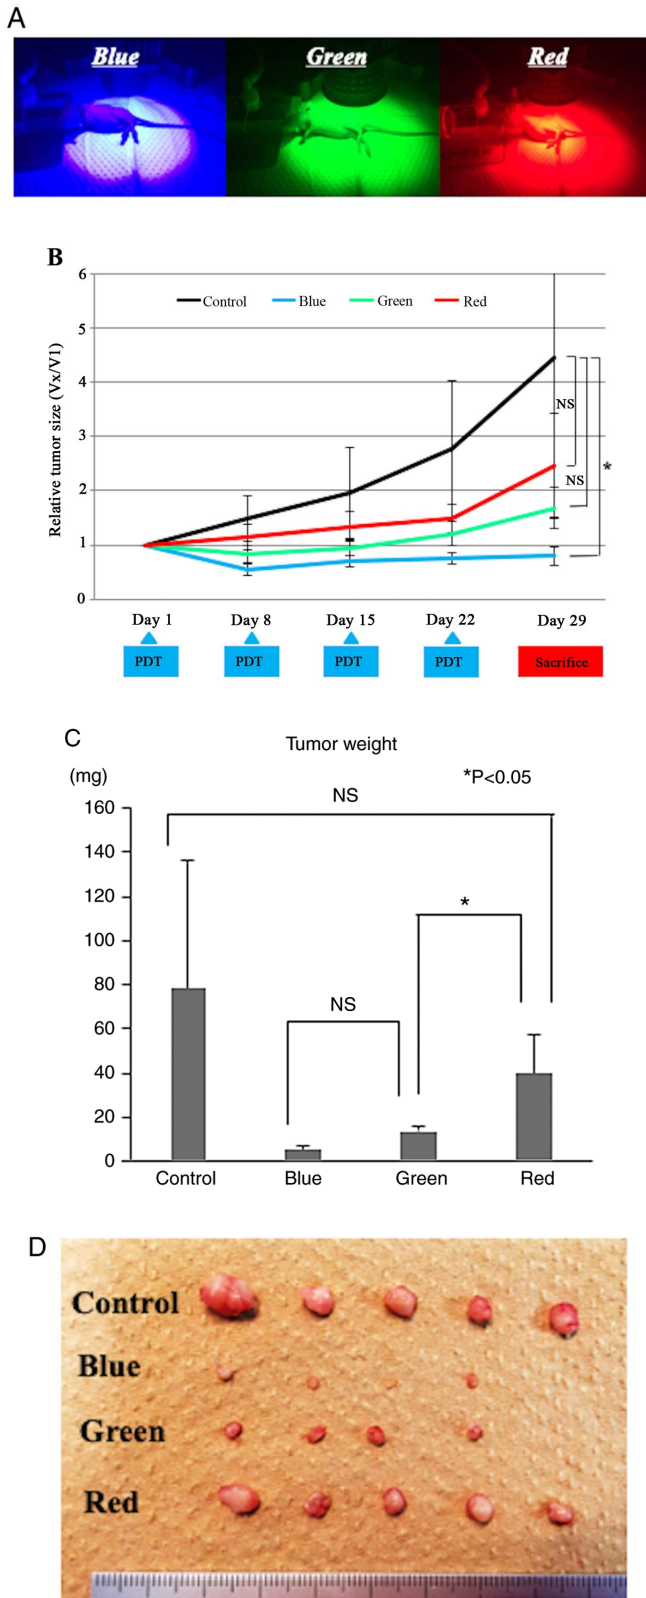 A
Blue Green Red
B
6
Control Blue Green Red
5
4
3
2
1
0
Relative tumor size (Vx/V1)
NS
NS
*
Day 1 Day 8 Day 15 Day 22 Day 29
PDT PDT PDT PDT Sacrifice
C
Tumor weight
(mg)
*P<0.05
160
140
120
100
80
60
40
20
0
NS
*
NS
Control Blue Green Red
D
Control
Blue
Green
Red